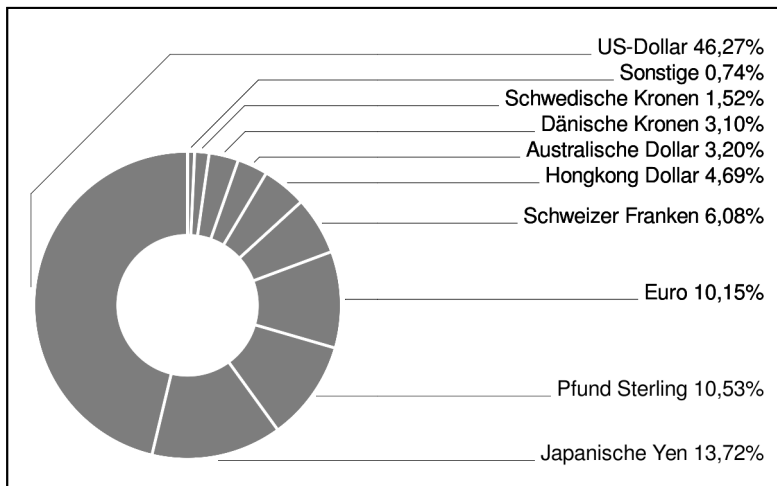 US-Dollar 46,27%
Sonstige 0,74%
Schwedische Kronen 1,52%
Dänische Kronen 3,10%
Australische Dollar 3,20%
Hongkong Dollar 4,69%
Schweizer Franken 6,08%
Euro 10,15%
Pfund Sterling 10,53%
Japanische Yen 13,72%